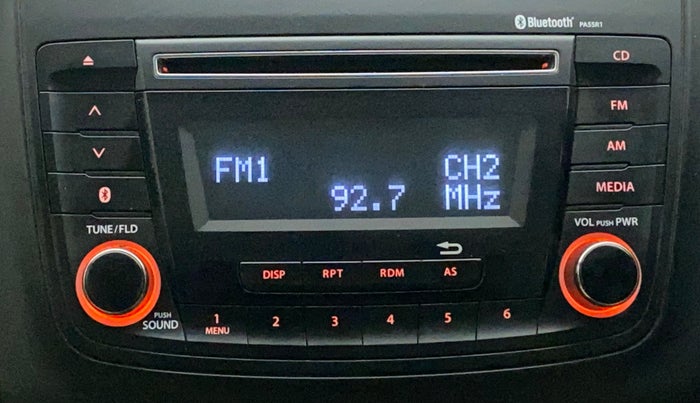 Bluetooth® PA5SR1
CD
FM
AM
MEDIA
FM1 CH2
92.7 MHz
TUNE/FLD
VOL PUSH PWR
DISP RPT RDM AS
PUSH
SOUND
1 2 3 4 5 6
MENU